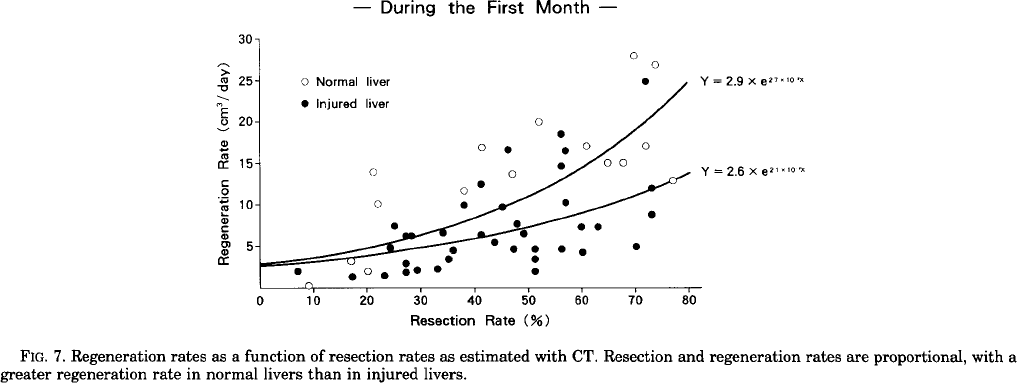 — During the First Month —
30
25
20
15
10
5
Regeneration Rate (cm³/day)
○ Normal liver
● Injured liver
Y = 2.9 × e
Y = 2.6 × e
0 10 20 30 40 50 60 70 80
Resection Rate (%)
FIG. 7. Regeneration rates as a function of resection rates as estimated with CT. Resection and regeneration rates are proportional, with a
greater regeneration rate in normal livers than in injured livers.